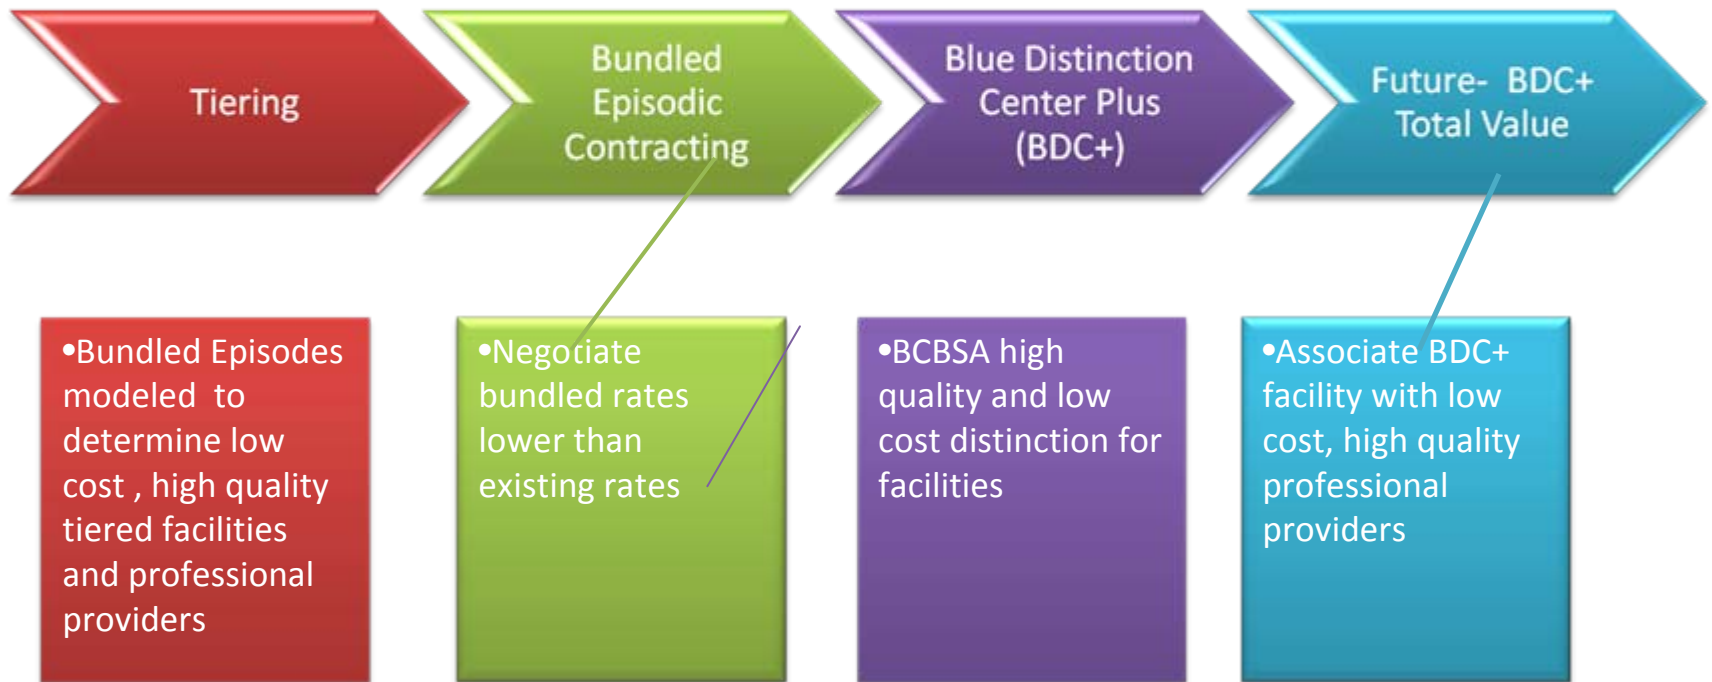 Tiering
Bundled
Episodic
Contracting
Blue Distinction
Center Plus
(BDC+)
Future- BDC+
Total Value
•Bundled Episodes
modeled to
determine low
cost , high quality
tiered facilities
and professional
providers
•Negotiate
bundled rates
lower than
existing rates
•BCBSA high
quality and low
cost distinction for
facilities
•Associate BDC+
facility with low
cost, high quality
professional
providers